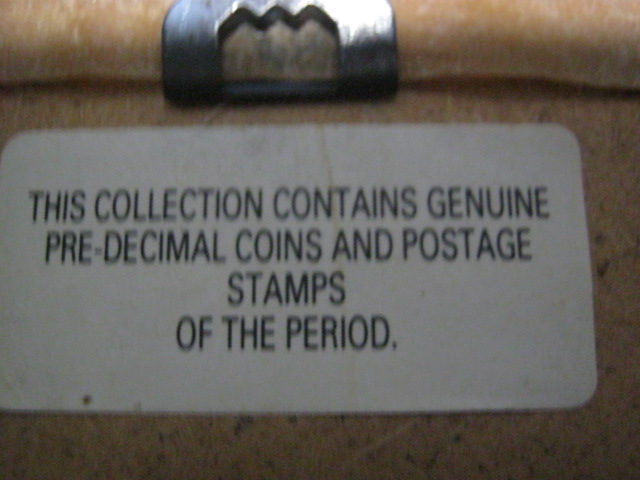 THIS COLLECTION CONTAINS GENUINE
PRE-DECIMAL COINS AND POSTAGE
STAMPS
OF THE PERIOD.